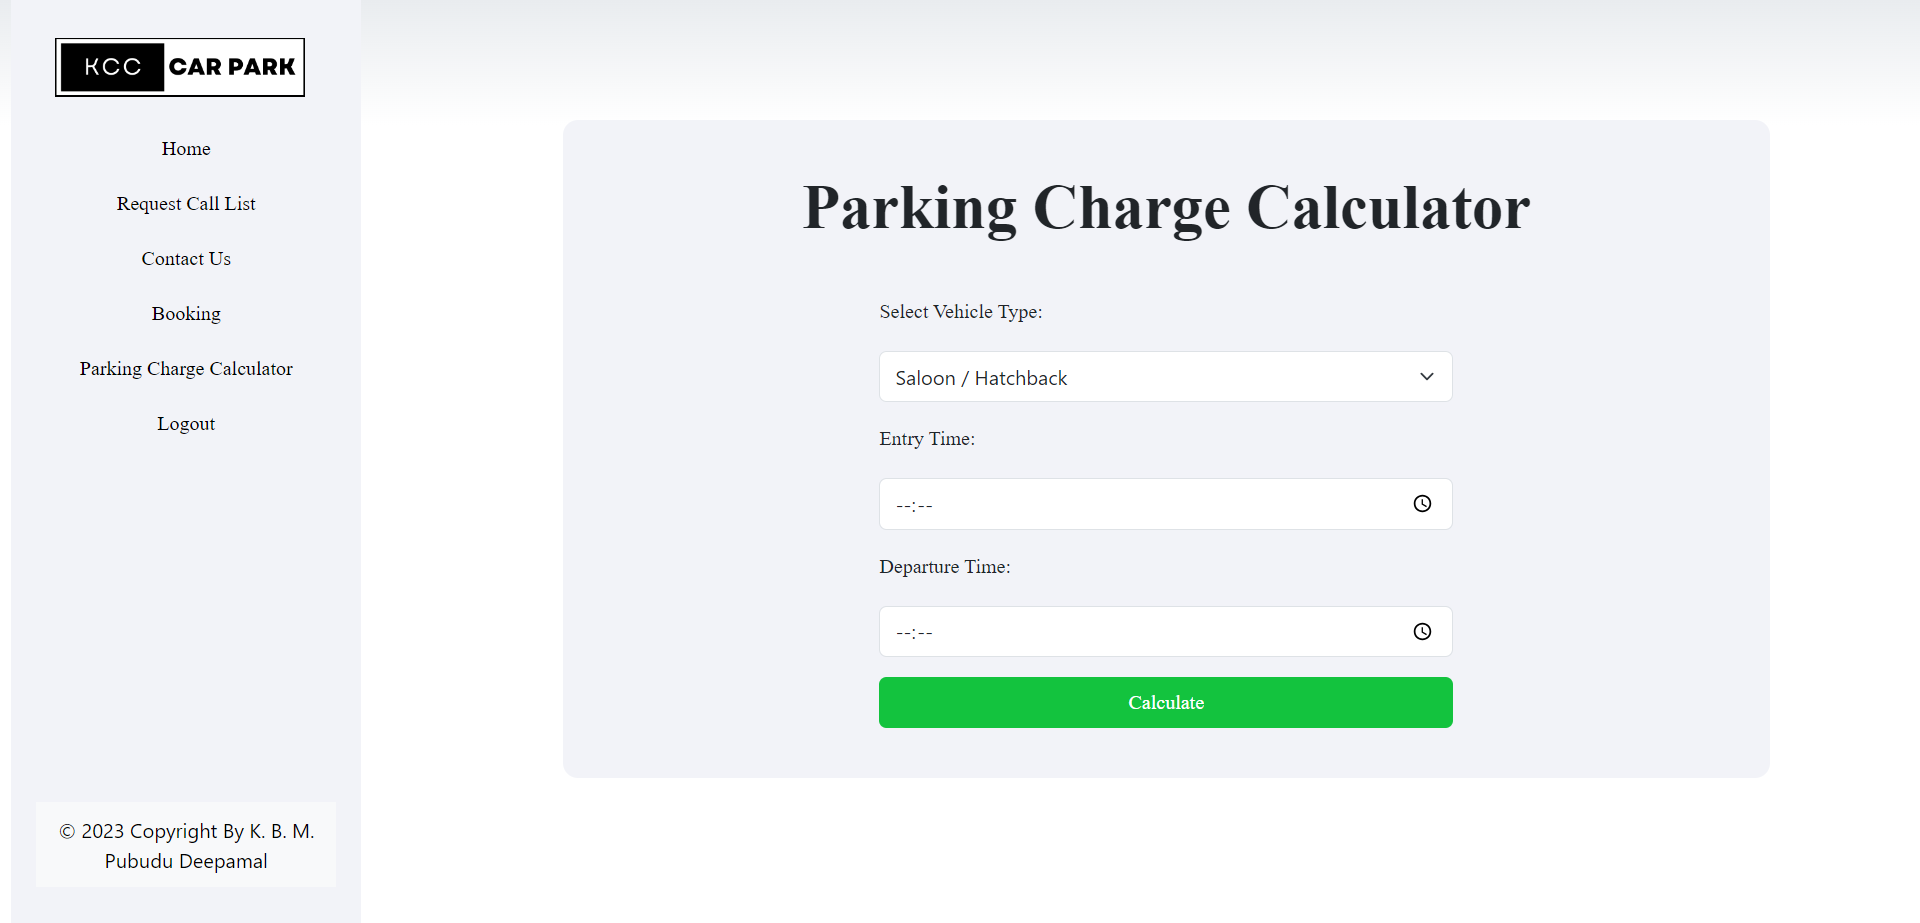 KCC CAR PARK
Home
Request Call List
Contact Us
Booking
Parking Charge Calculator
Logout
© 2023 Copyright By K. B. M.
Pubudu Deepamal
Parking Charge Calculator
Select Vehicle Type:
Saloon / Hatchback
Entry Time:
--:--
Departure Time:
--:--
Calculate